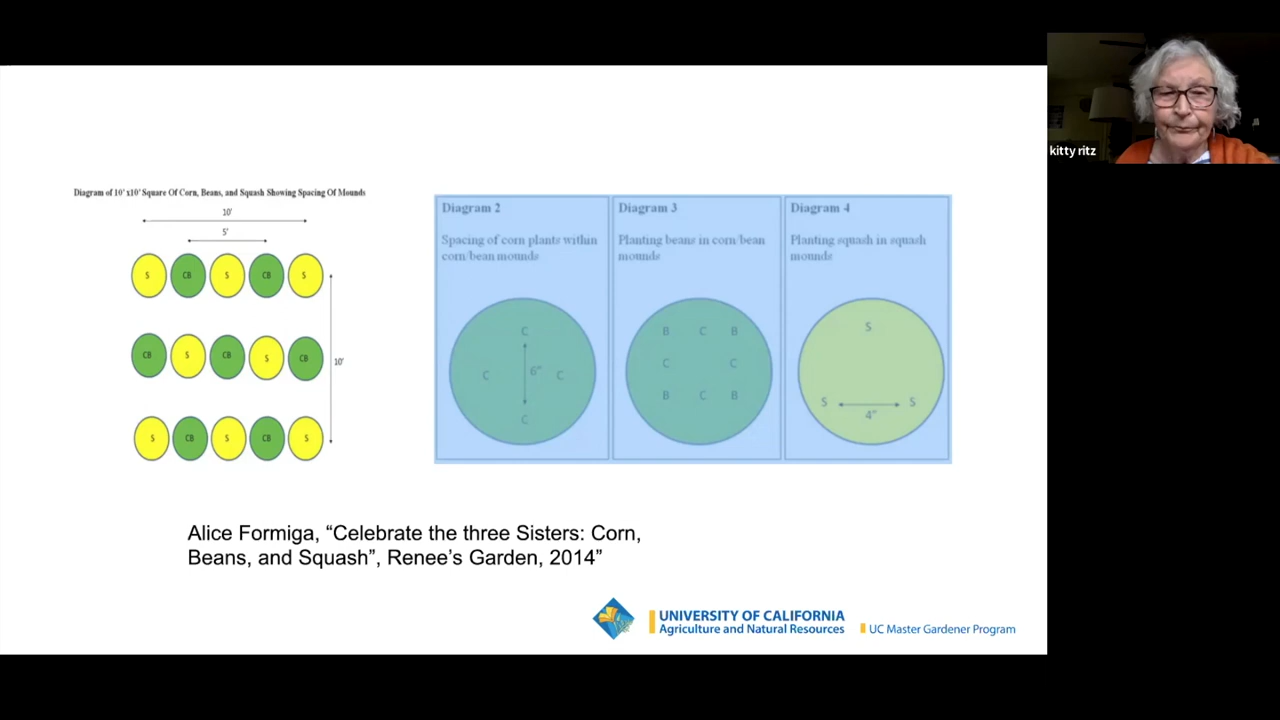 kitty ritz
Diagram of 10'x10' Square Of Corn, Beans, and Squash Showing Spacing Of Mounds
10'
5'
S CB S CB S
CB S CB S CB
10'
S CB S CB S
Diagram 2
Spacing of corn plants within
corn/bean mounds
C
C 6" C
C
Diagram 3
Planting beans in corn/bean
mounds
B C B
C C
B C B
Diagram 4
Planting squash in squash
mounds
S
S S
4"
Alice Formiga, “Celebrate the three Sisters: Corn,
Beans, and Squash”, Renee’s Garden, 2014”
UNIVERSITY OF CALIFORNIA
Agriculture and Natural Resources
UC Master Gardener Program